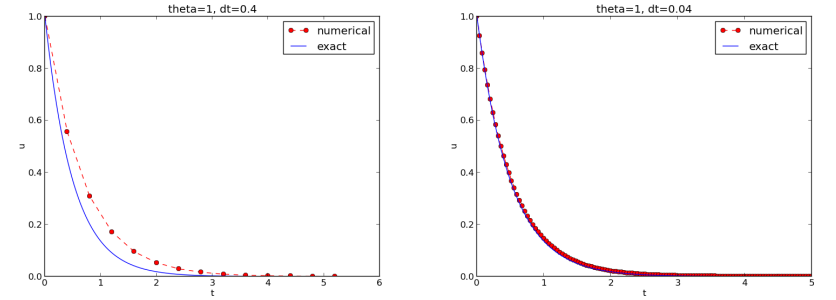 theta=1, dt=0.4
numerical
exact
1.0
0.8
0.6
0.4
0.2
0.0
u
0 1 2 3 4 5 6
t
theta=1, dt=0.04
numerical
exact
1.0
0.8
0.6
0.4
0.2
0.0
u
0 1 2 3 4 5
t